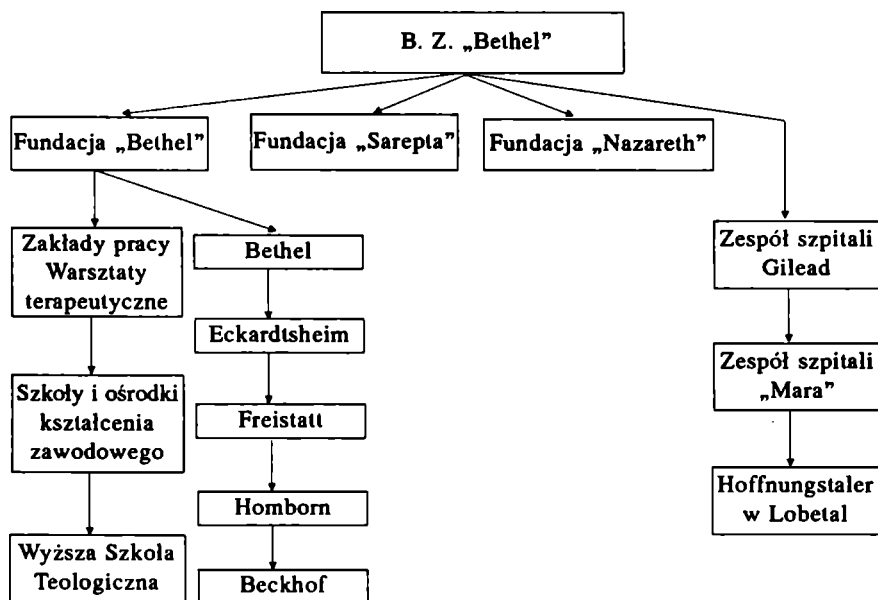 B. Z. „Bethel”
Fundacja „Bethel”
Fundacja „Sarepta”
Fundacja „Nazareth”
Zakłady pracy
Warsztaty
terapeutyczne
Bethel
Zespół szpitali
Gilead
Eckardtsheim
Szkoły i ośrodki
kształcenia
zawodowego
Freistatt
Zespół szpitali
„Mara”
Homborn
Hoffnungstaler
w Lobetal
Wyższa Szkoła
Teologiczna
Beckhof